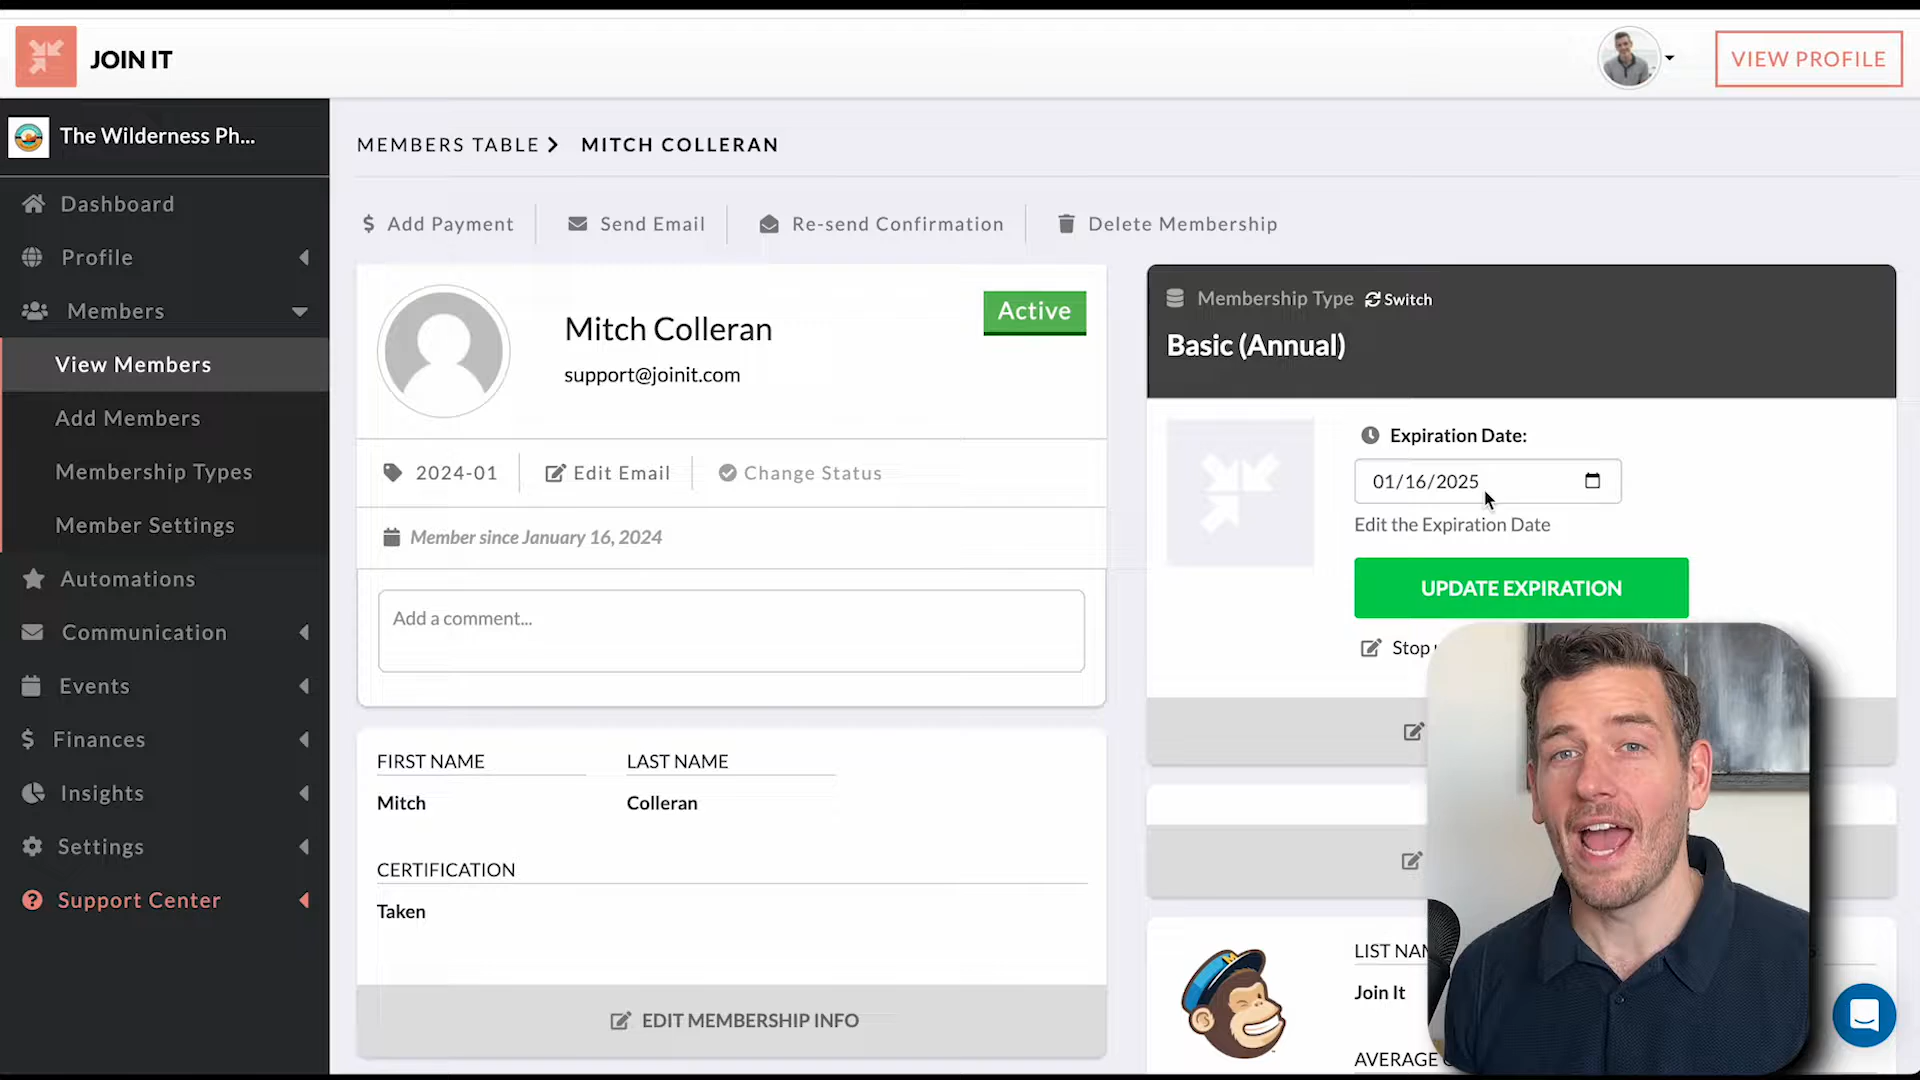 JOIN IT
VIEW PROFILE
The Wilderness Ph...
Dashboard
Profile
Members
View Members
Add Members
Membership Types
Member Settings
Automations
Communication
Events
Finances
Insights
Settings
Support Center
MEMBERS TABLE
MITCH COLLERAN
Add Payment
Send Email
Re-send Confirmation
Delete Membership
Mitch Colleran
support@joinit.com
Active
2024-01
Edit Email
Change Status
Member since January 16, 2024
Add a comment...
FIRST NAME
LAST NAME
Mitch
Colleran
CERTIFICATION
Taken
EDIT MEMBERSHIP INFO
Membership Type
Switch
Basic (Annual)
Expiration Date:
01/16/2025
Edit the Expiration Date
UPDATE EXPIRATION
Stop
LIST
Join It
AVERAGE